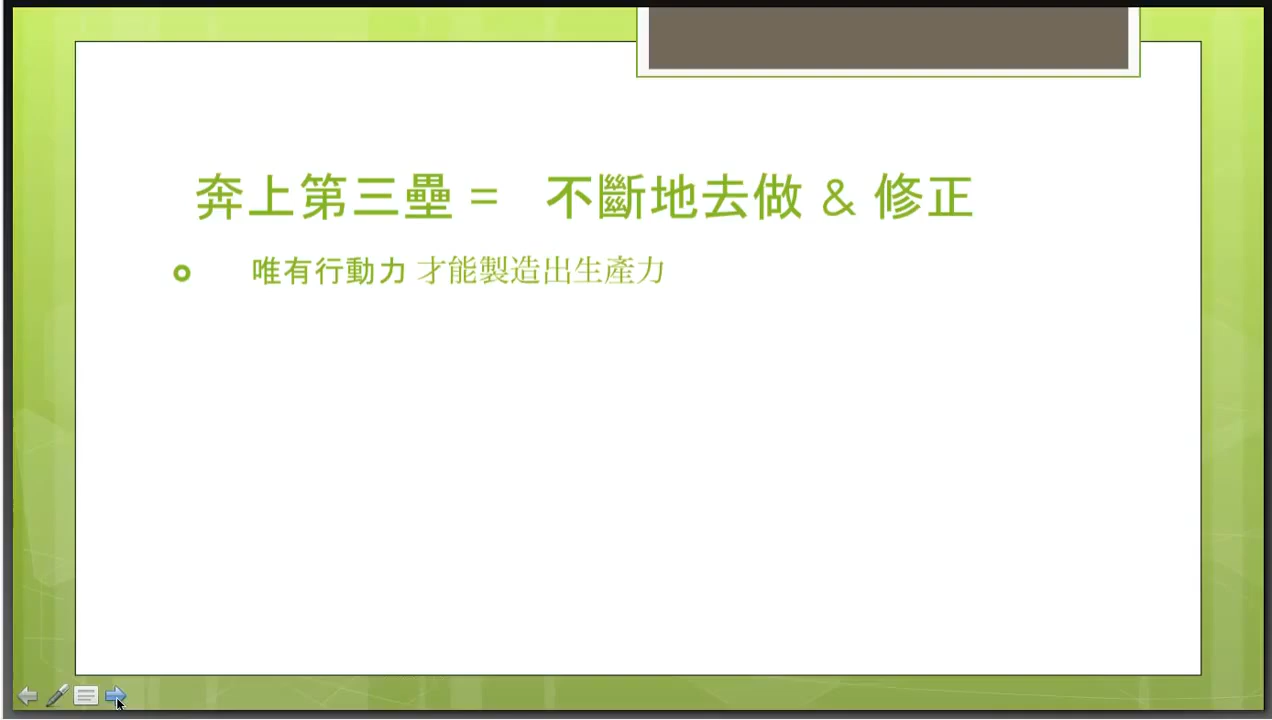 奔上第三壘 = 不斷地去做 & 修正
唯有行動力 才能製造出生產力